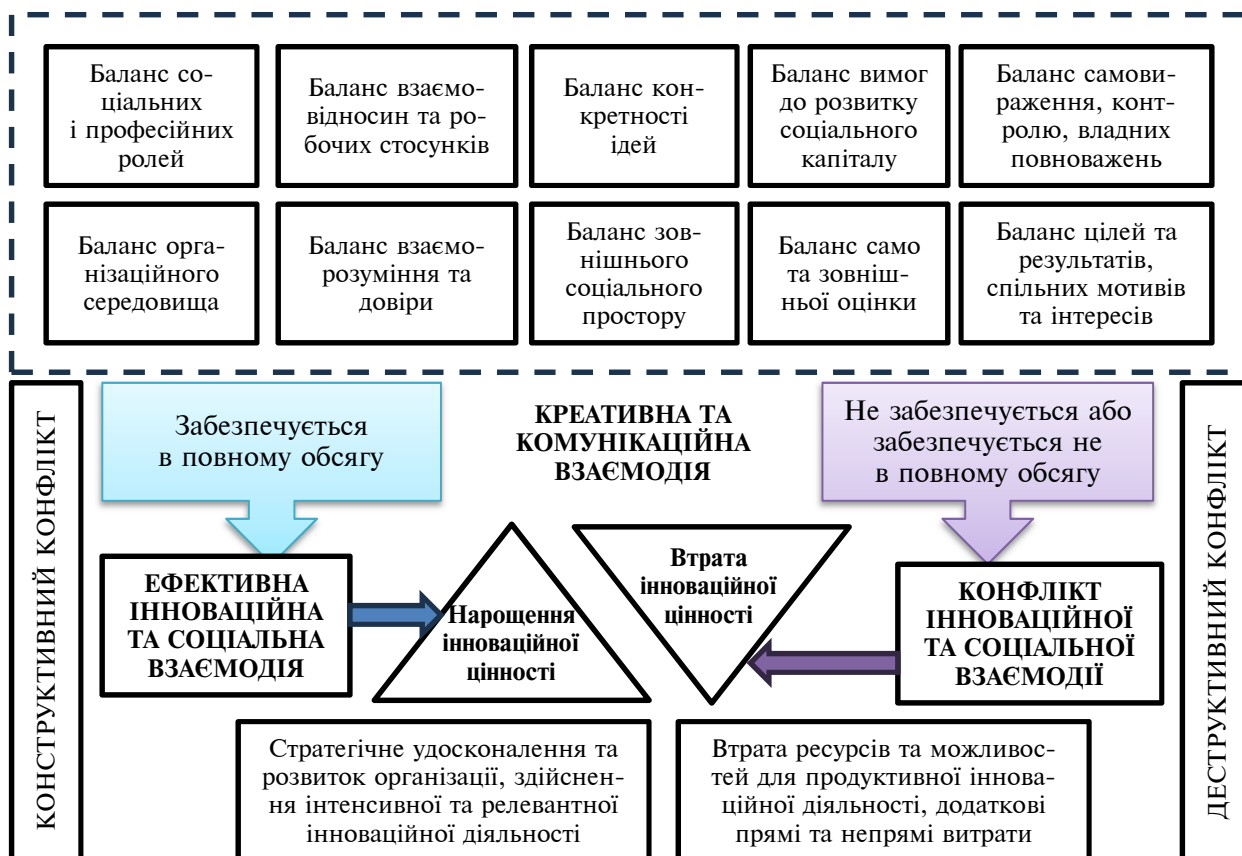 Баланс со-
ціальних
і професійних
ролей
Баланс взаємо-
відносин та ро-
бочих стосунків
Баланс кон-
кретності
ідей
Баланс вимог
до розвитку
соціального
капіталу
Баланс самови-
раження, конт-
ролю, владних
повноважень
Баланс орга-
нізаційного
середовища
Баланс взаємо-
розуміння та
довіри
Баланс зов-
нішнього
соціального
простору
Баланс само
та зовніш-
ньої оцінки
Баланс цілей та
результатів,
спільних мотивів
та інтересів
КОНСТРУКТИВНИЙ КОНФЛІКТ
Забезпечується
в повному обсягу
КРЕАТИВНА ТА
КОМУНІКАЦІЙНА
ВЗАЄМОДІЯ
Не забезпечується або
забезпечується не
в повному обсягу
ДЕСТРУКТИВНИЙ КОНФЛІКТ
ЕФЕКТИВНА
ІННОВАЦІЙНА
ТА СОЦІАЛЬНА
ВЗАЄМОДІЯ
Нарощення
інноваційної
цінності
Втрата
інноваційної
цінності
КОНФЛІКТ
ІННОВАЦІЙНОЇ
ТА СОЦІАЛЬНОЇ
ВЗАЄМОДІЇ
Стратегічне удосконалення та
розвиток організації, здійснен-
ня інтенсивної та релевантної
інноваційної діяльності
Втрата ресурсів та можливос-
тей для продуктивної іннова-
ційної діяльності, додаткові
прямі та непрямі витрати